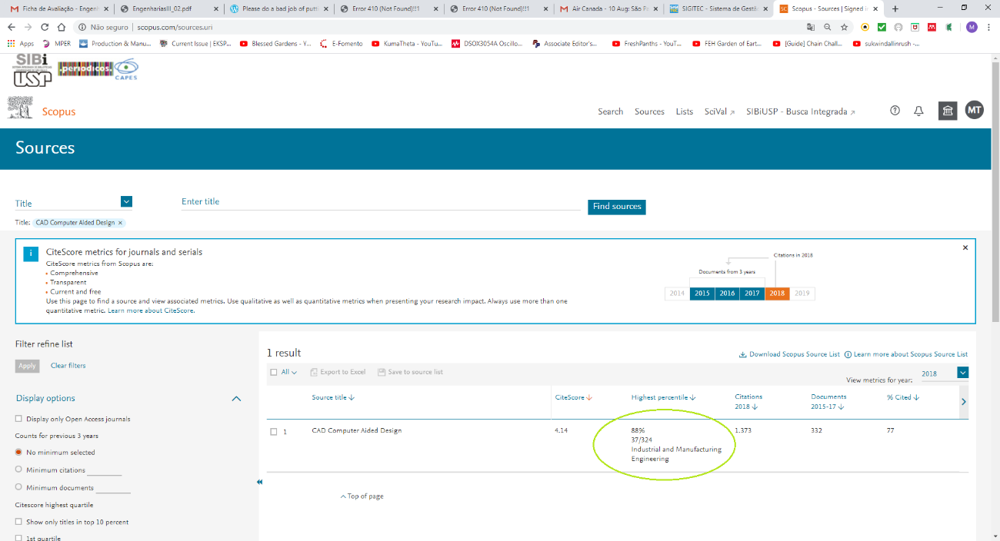 Ficha de Avaliação - Engenh
EngenhariasIII_02.pdf
Please do a bad job of putt
Error 410 (Not Found)!!1
Error 410 (Not Found)!!1
Air Canada - 10 Aug: São Pa
SIGITEC - Sistema de Gestã
Scopus - Sources | Signed in
Não seguro | scopus.com/sources.uri
M
Apps
MPER
Production & Manu...
Current Issue | EKSP...
Blessed Gardens - Y...
E-Fomento
KumaTheta - YouTu...
DSOX3054A Oscillo...
Associate Editor's...
FreshPanths - YouT...
FEH Garden of Eart...
[Guide] Chain Chall...
sukwindallinrush -...
SIBi
USP
.periodicos.
CAPES
Scopus
Search
Sources
Lists
SciVal
SIBiUSP - Busca Integrada
MT
Sources
Title
Enter title
Find sources
Title: CAD Computer Aided Design ×
CiteScore metrics for journals and serials
CiteScore metrics from Scopus are:
• Comprehensive
• Transparent
• Current and free
Use this page to find a source and view associated metrics. Use qualitative as well as quantitative metrics when presenting your research impact. Always use more than one
quantitative metric. Learn more about CiteScore.
Citations in 2018
Documents from 3 years
2014 2015 2016 2017 2018 2019
Filter refine list
Apply
Clear filters
Display options
Display only Open Access journals
Counts for previous 3 years
No minimum selected
Minimum citations
Minimum documents
Citescore highest quartile
Show only titles in top 10 percent
1st quartile
1 result
Download Scopus Source List
Learn more about Scopus Source List
All
Export to Excel
Save to source list
View metrics for year:
2018
Source title
CiteScore
Highest percentile
Citations
2018
Documents
2015-17
% Cited
1
CAD Computer Aided Design
4.14
88%
37/324
Industrial and Manufacturing
Engineering
1.373
332
77
Top of page